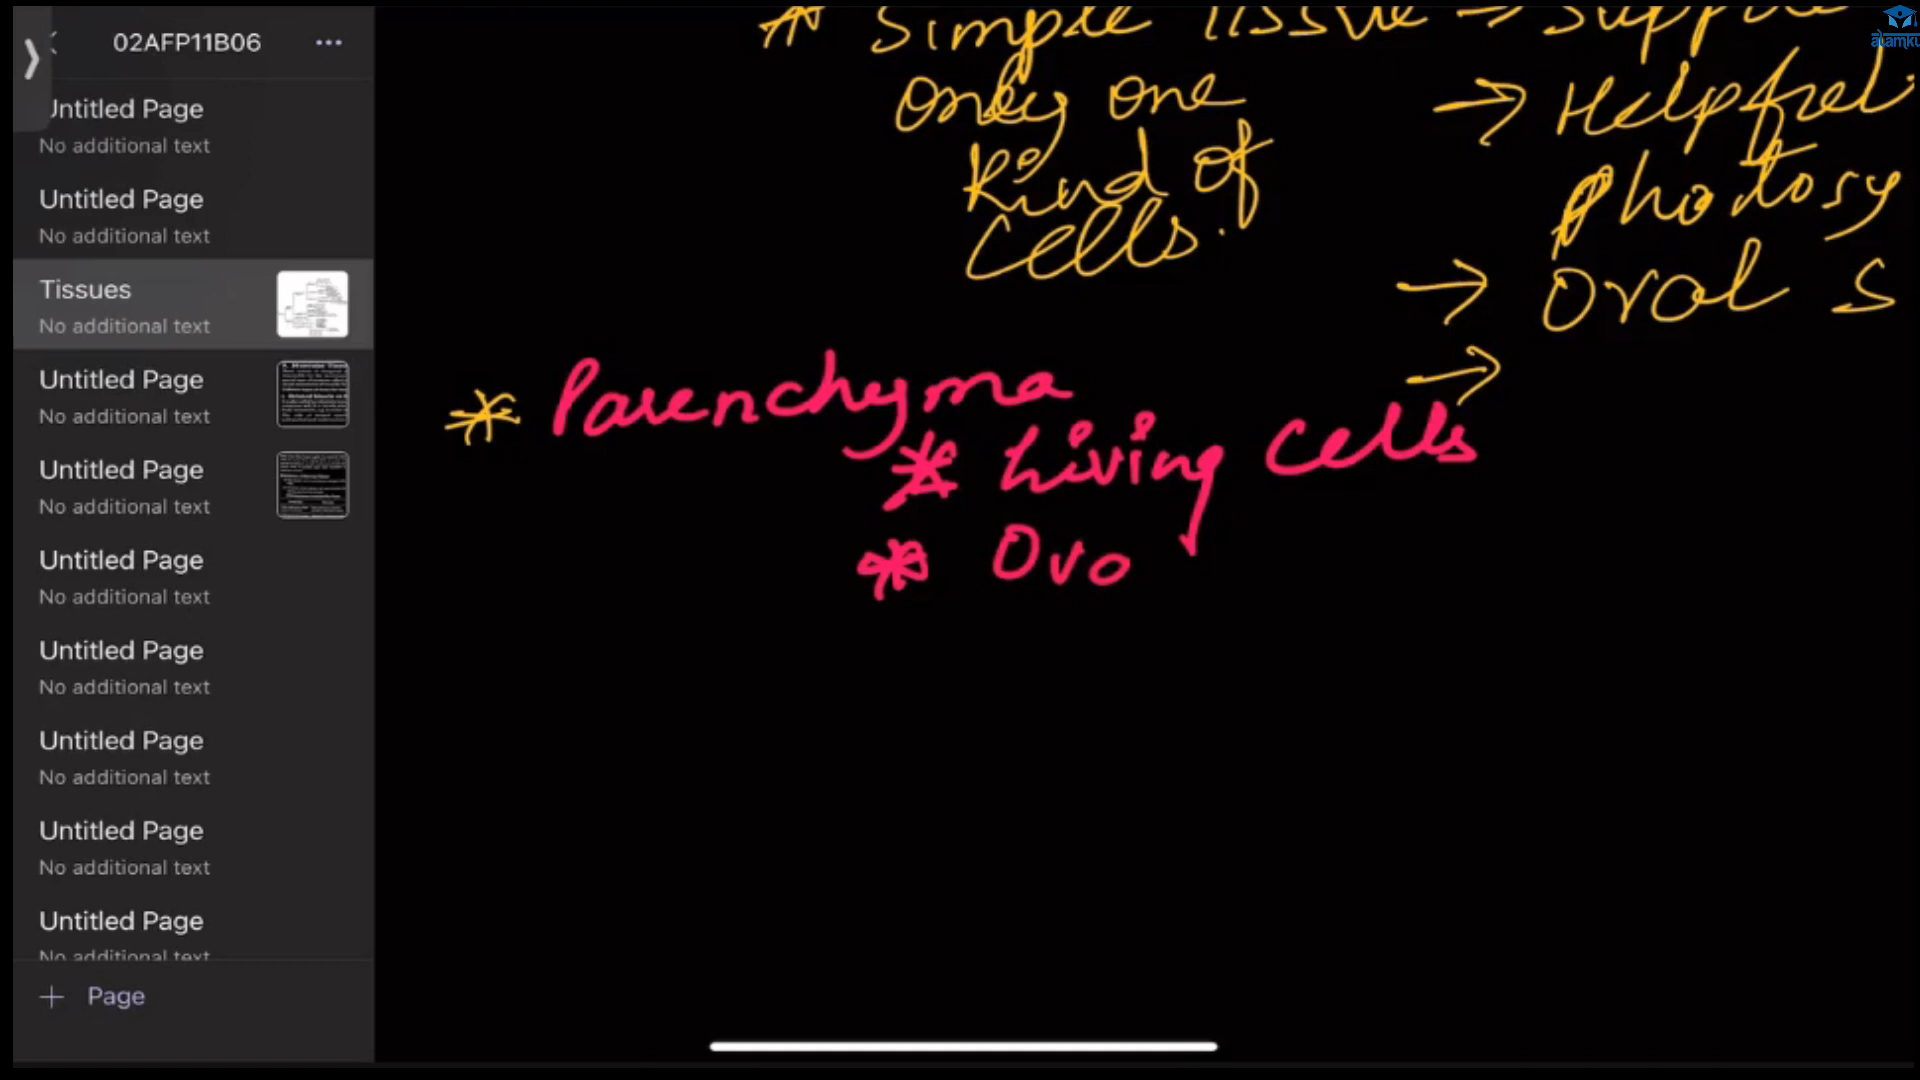 02AFP11B06
Untitled Page
No additional text
Untitled Page
No additional text
Tissues
No additional text
Untitled Page
No additional text
Untitled Page
No additional text
Untitled Page
No additional text
Untitled Page
No additional text
Untitled Page
No additional text
Untitled Page
No additional text
Untitled Page
No additional text
+ Page
* Simple Tissue →
only one
Kind of
cells.
→ Helpful
photosy
→ Oval s
→
* Parenchyma
* Living cells
* Ovo